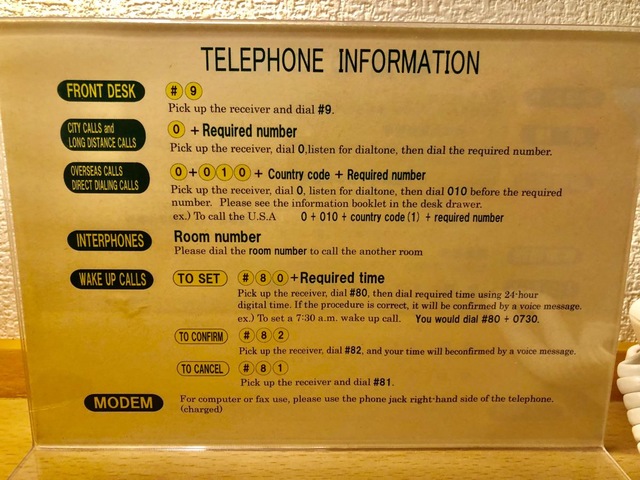 TELEPHONE INFORMATION
FRONT DESK # 9
Pick up the receiver and dial #9.
CITY CALLS and
LONG DISTANCE CALLS
0 + Required number
Pick up the receiver, dial 0,listen for dialtone, then dial the required number.
OVERSEAS CALLS
DIRECT DIALING CALLS
0 + 0 1 0 + Country code + Required number
Pick up the receiver, dial 0, listen for dialtone, then dial 010 before the required
number. Please see the information booklet in the desk drawer.
ex.) To call the U.S.A 0 + 010 + country code (1) + required number
INTERPHONES Room number
Please dial the room number to call the another room
WAKE UP CALLS TO SET # 8 0 + Required time
Pick up the receiver, dial #80, then dial required time using 24-hour
digital time. If the procedure is correct, it will be confirmed by a voice message.
ex.) To set a 7:30 a.m. wake up call. You would dial #80 + 0730.
TO CONFIRM # 8 2
Pick up the receiver, dial #82, and your time will beconfirmed by a voice message.
TO CANCEL # 8 1
Pick up the receiver and dial #81.
MODEM For computer or fax use, please use the phone jack right-hand side of the telephone.
(charged)